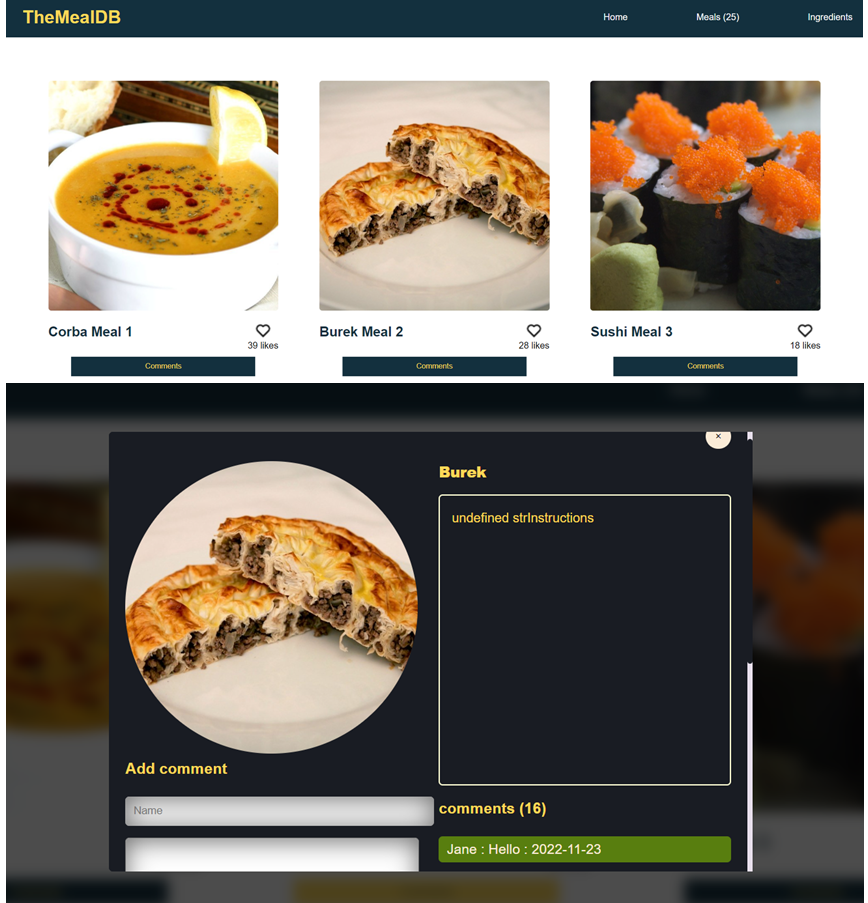 TheMealDB
Home
Meals (25)
Ingredients
Corba Meal 1
39 likes
Comments
Burek Meal 2
28 likes
Comments
Sushi Meal 3
18 likes
Comments
×
Burek
undefined strInstructions
Add comment
Name
comments (16)
Jane : Hello : 2022-11-23